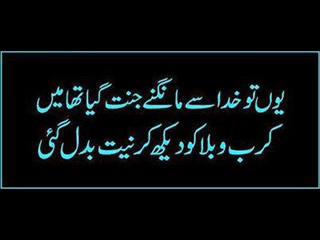 یوں تو خدا سے مانگنے جنت گیا تھا میں
کرب و بلا کو دیکھ کر نیت بدل گئی